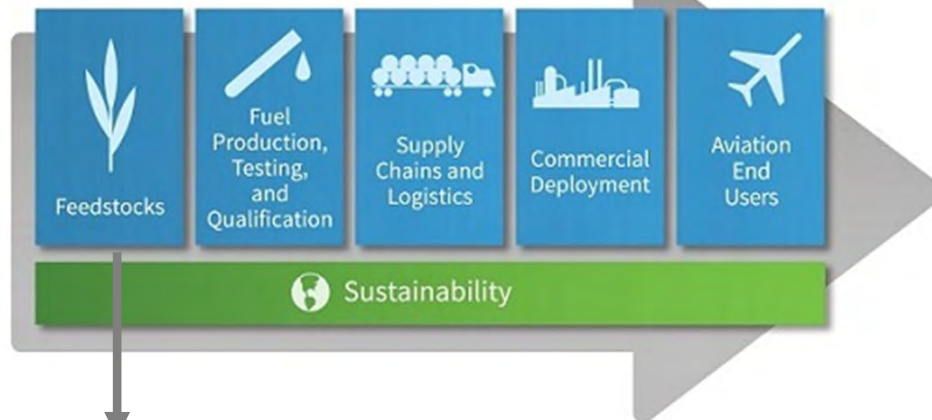 Feedstocks
Fuel
Production,
Testing,
and
Qualification
Supply
Chains and
Logistics
Commercial
Deployment
Aviation
End
Users
Sustainability